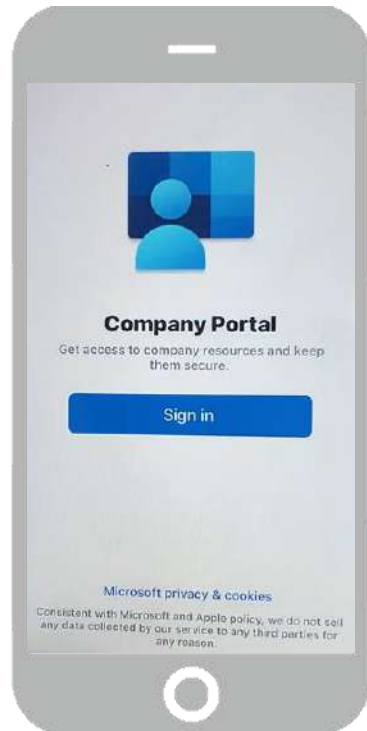 Company Portal
Get access to company resources and keep
them secure.
Sign in
Microsoft privacy & cookies
Consistent with Microsoft and Apple policy, we do not sell
any data collected by our service to any third parties for
any reason.